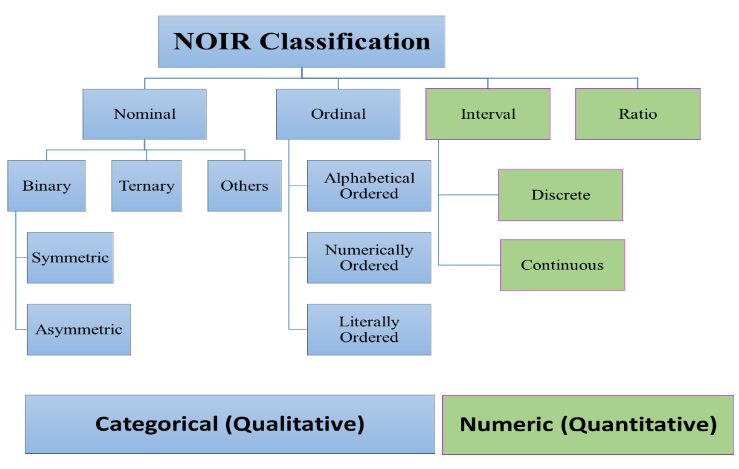 NOIR Classification
Nominal
Ordinal
Interval
Ratio
Binary
Ternary
Others
Alphabetical
Ordered
Discrete
Symmetric
Numerically
Ordered
Continuous
Asymmetric
Literally
Ordered
Categorical (Qualitative)
Numeric (Quantitative)